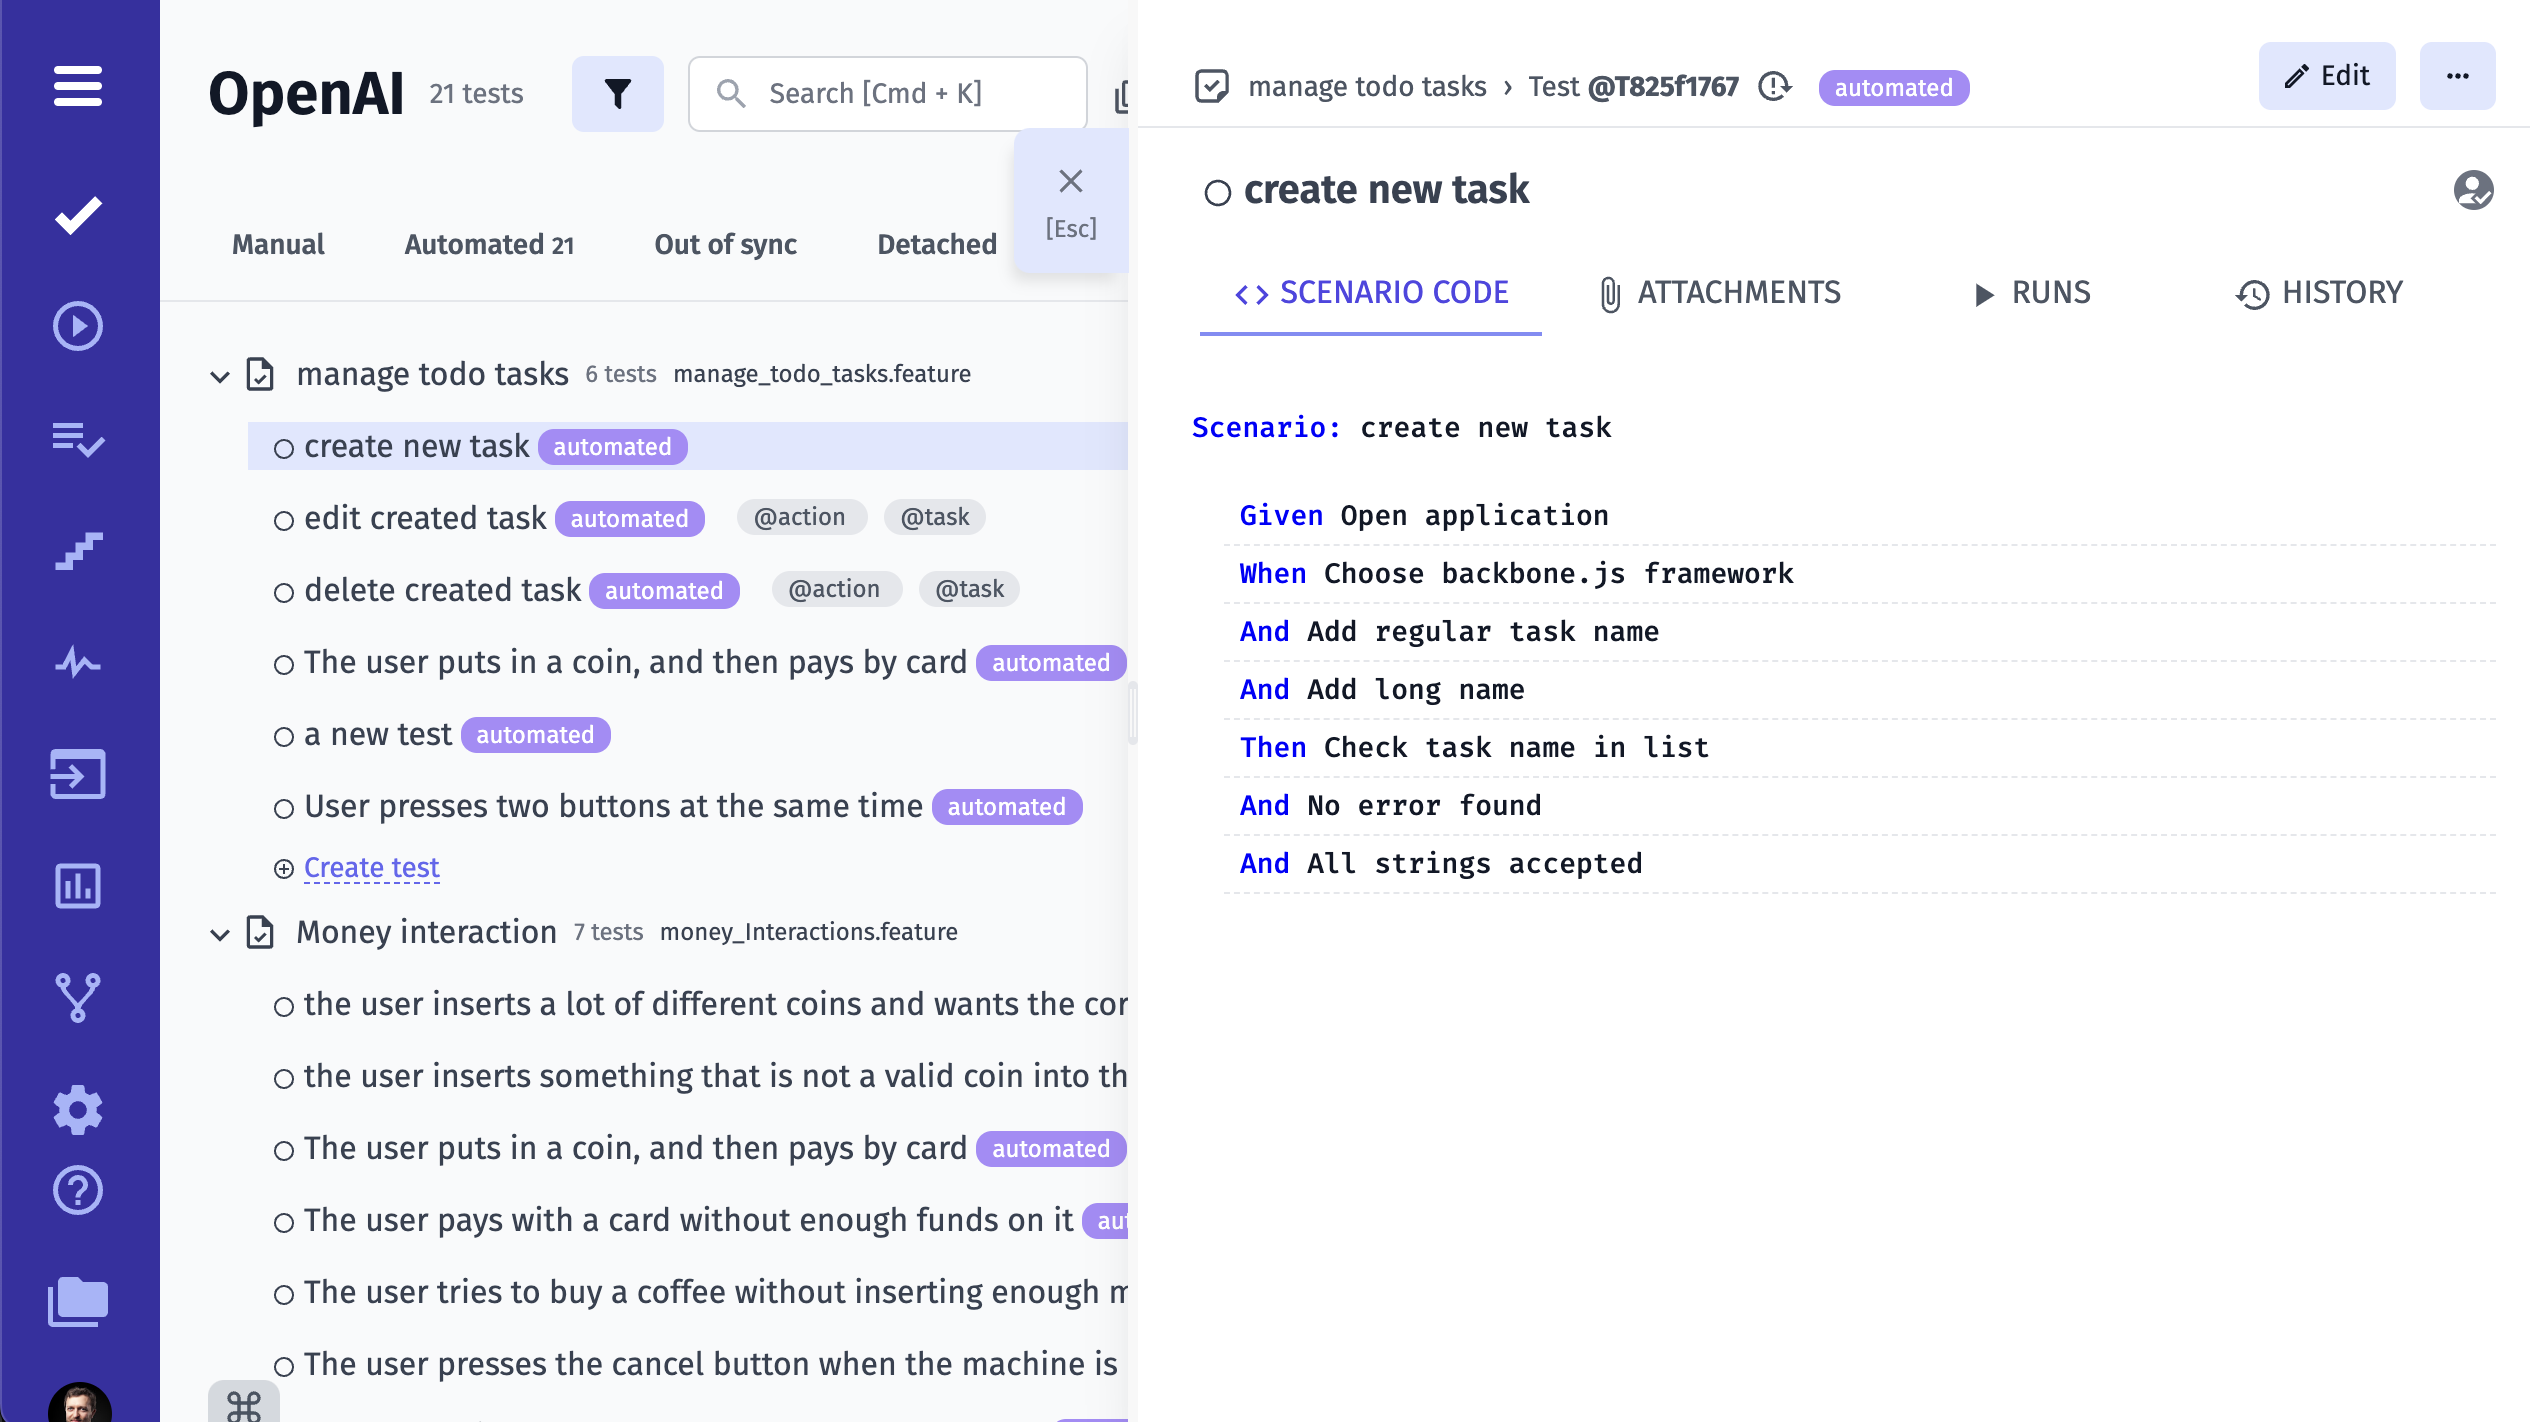 OpenAI 21 tests Search [Cmd + K]
[Esc]
Manual Automated 21 Out of sync Detached
manage todo tasks 6 tests manage_todo_tasks.feature
create new task automated
edit created task automated @action @task
delete created task automated @action @task
The user puts in a coin, and then pays by card automated
a new test automated
User presses two buttons at the same time automated
Create test
Money interaction 7 tests money_Interactions.feature
the user inserts a lot of different coins and wants the cor
the user inserts something that is not a valid coin into th
The user puts in a coin, and then pays by card automated
The user pays with a card without enough funds on it aut
The user tries to buy a coffee without inserting enough m
The user presses the cancel button when the machine is
manage todo tasks › Test @T825f1767 automated Edit ...
create new task
<> SCENARIO CODE ATTACHMENTS RUNS HISTORY
Scenario: create new task
Given Open application
When Choose backbone.js framework
And Add regular task name
And Add long name
Then Check task name in list
And No error found
And All strings accepted